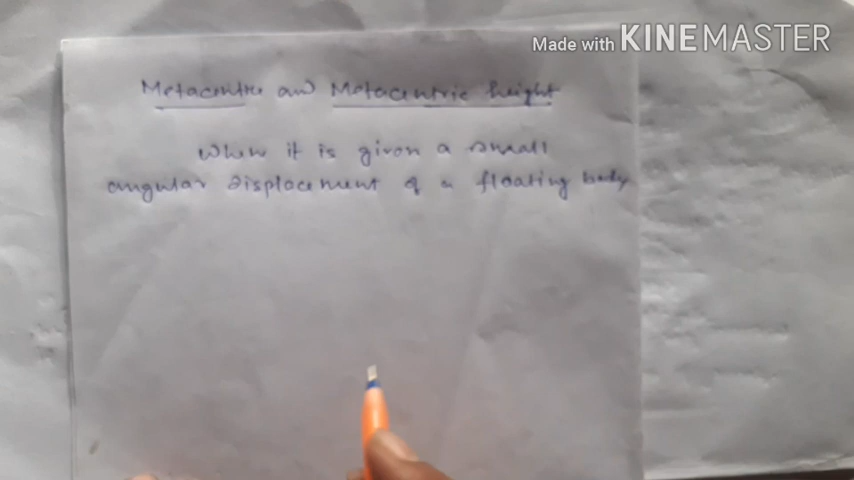 Made with KINEMASTER
Metacentre and Metacentric height
When it is given a small
angular displacement of a floating body